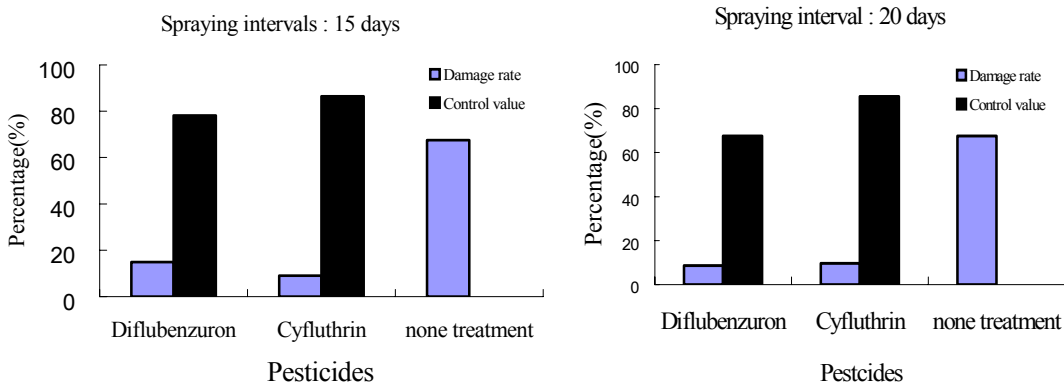 Spraying intervals : 15 days
Percentage(%)
100
80
60
40
20
0
Damage rate
Control value
Diflubenzuron Cyfluthrin none treatment
Pesticides
Spraying interval : 20 days
Percentage(%)
100
80
60
40
20
0
Damage rate
Control value
Diflubenzuron Cyfluthrin none treatment
Pestcides